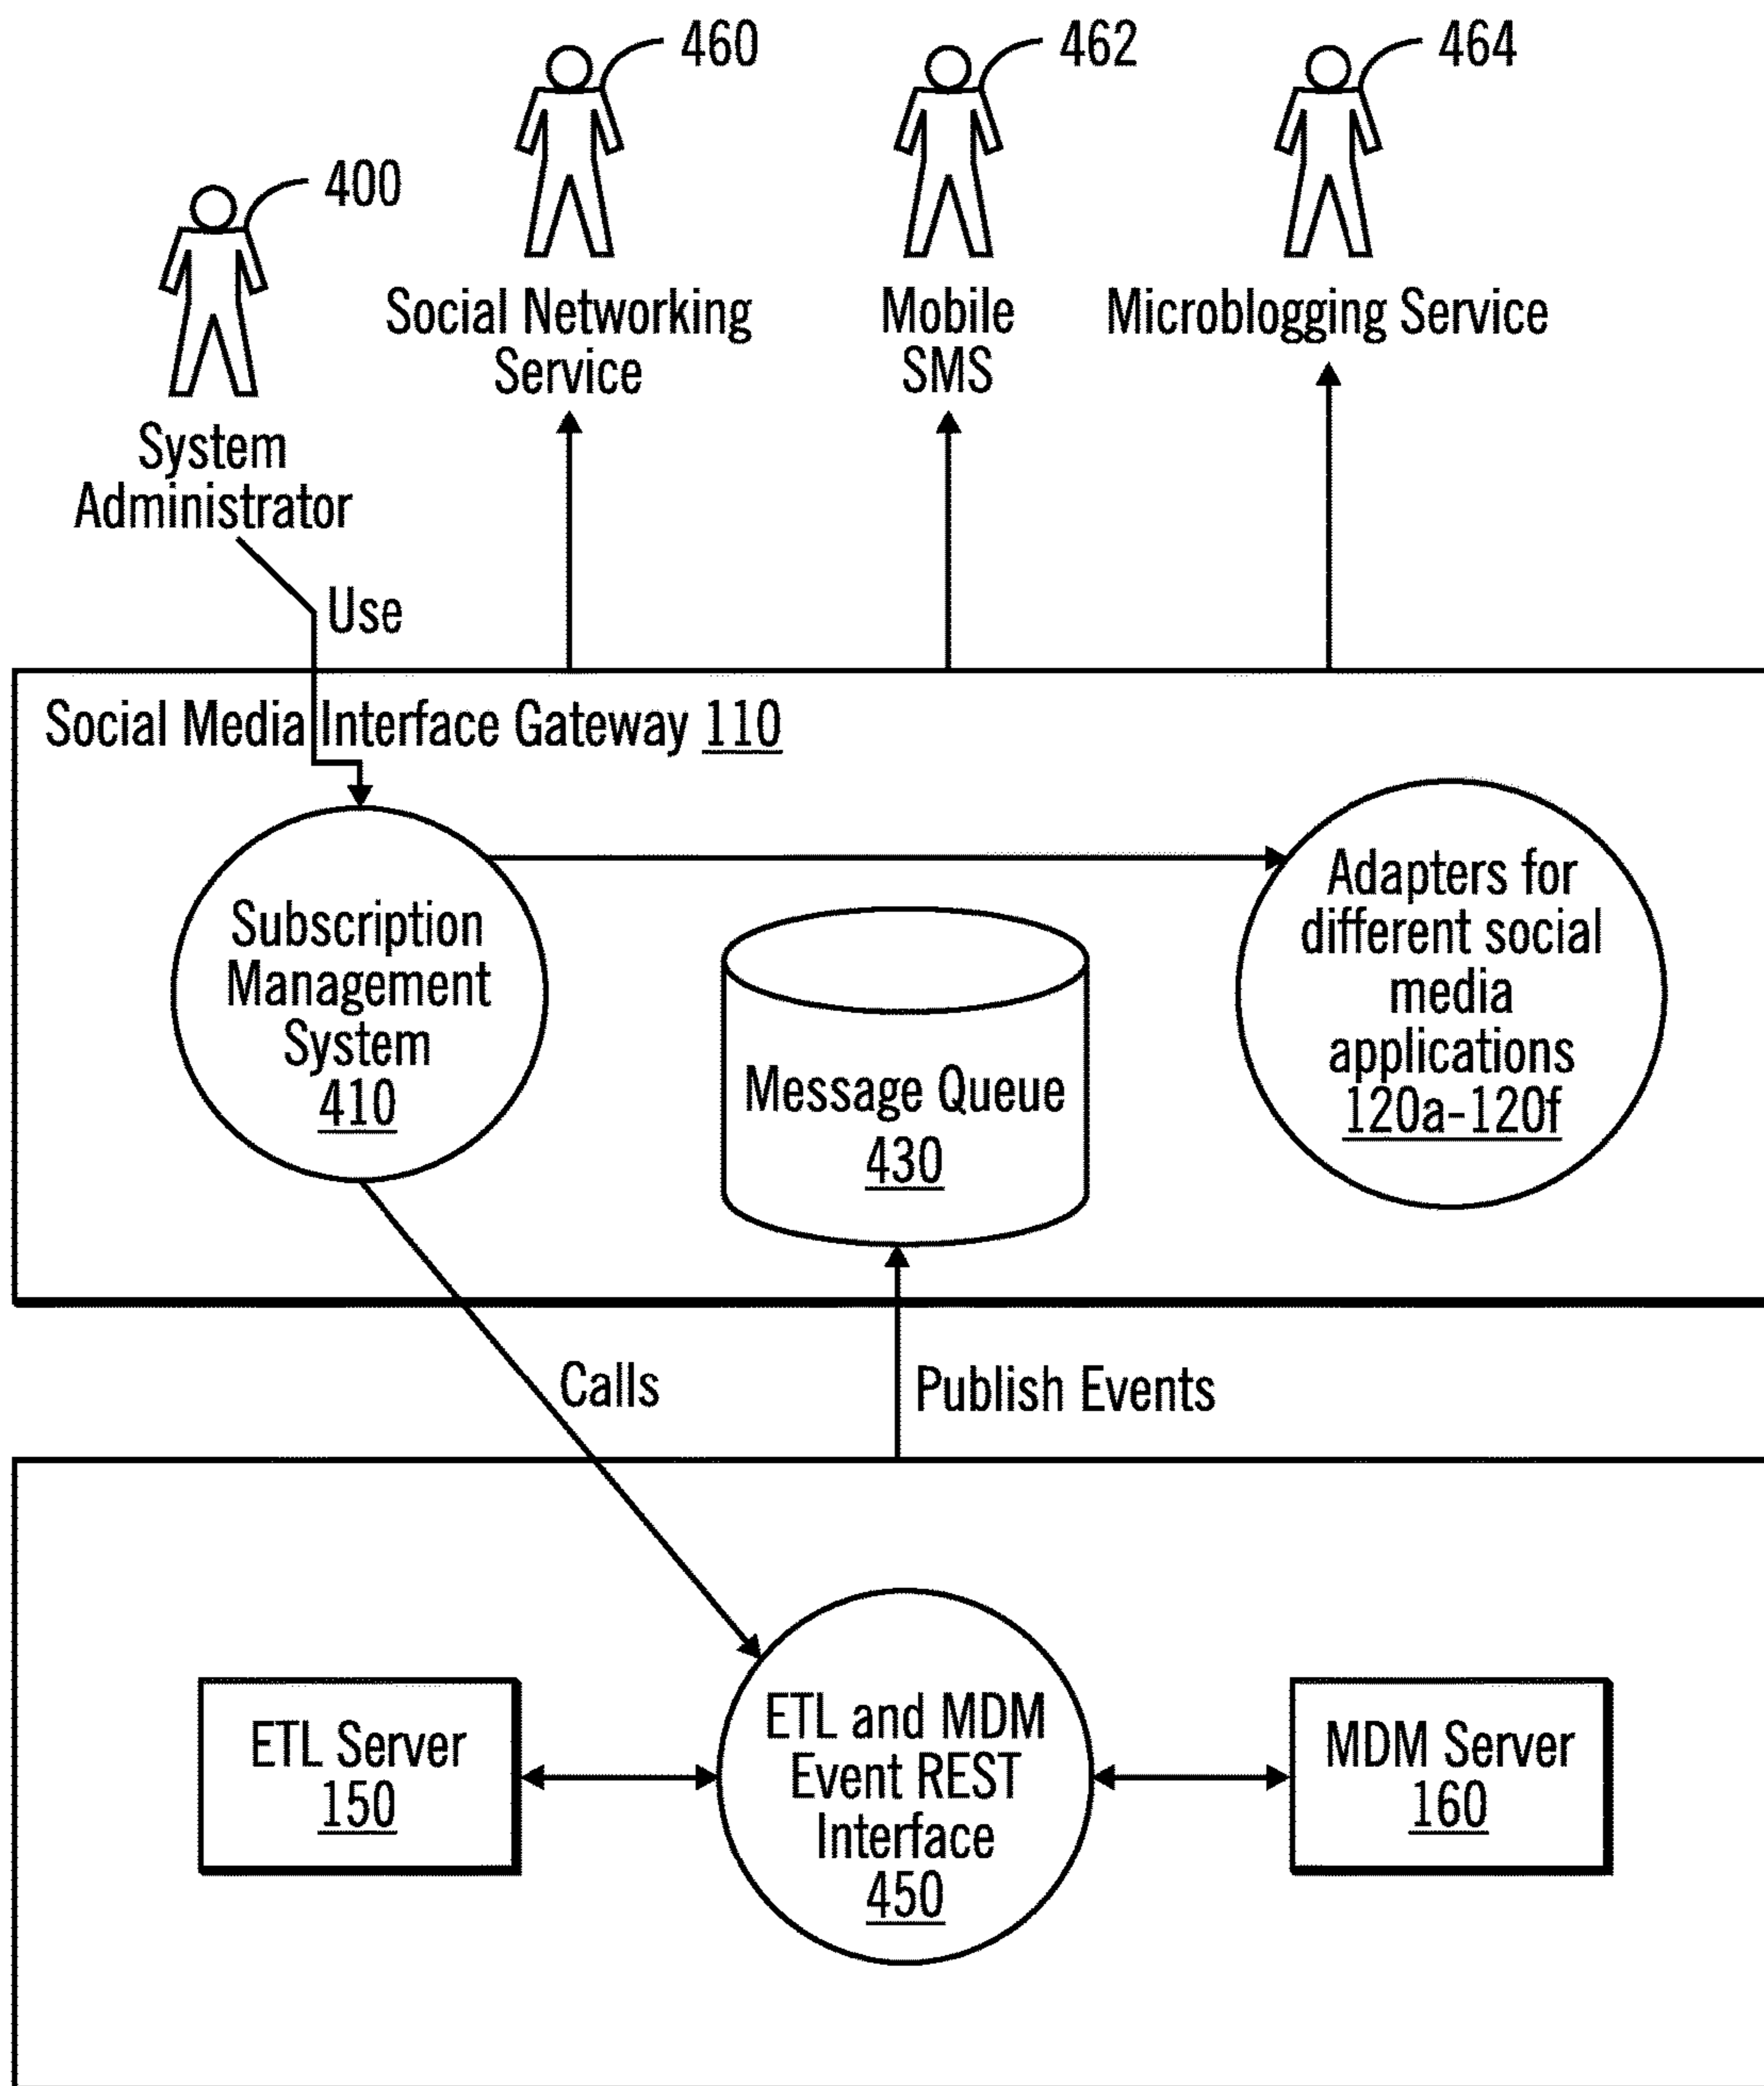 460
462
464
400
Social Networking
Service
Mobile
SMS
Microblogging Service
System
Administrator
Use
Social Media Interface Gateway 110
Subscription
Management
System
410
Message Queue
430
Adapters for
different social
media
applications
120a-120f
Calls
Publish Events
ETL Server
150
ETL and MDM
Event REST
Interface
450
MDM Server
160